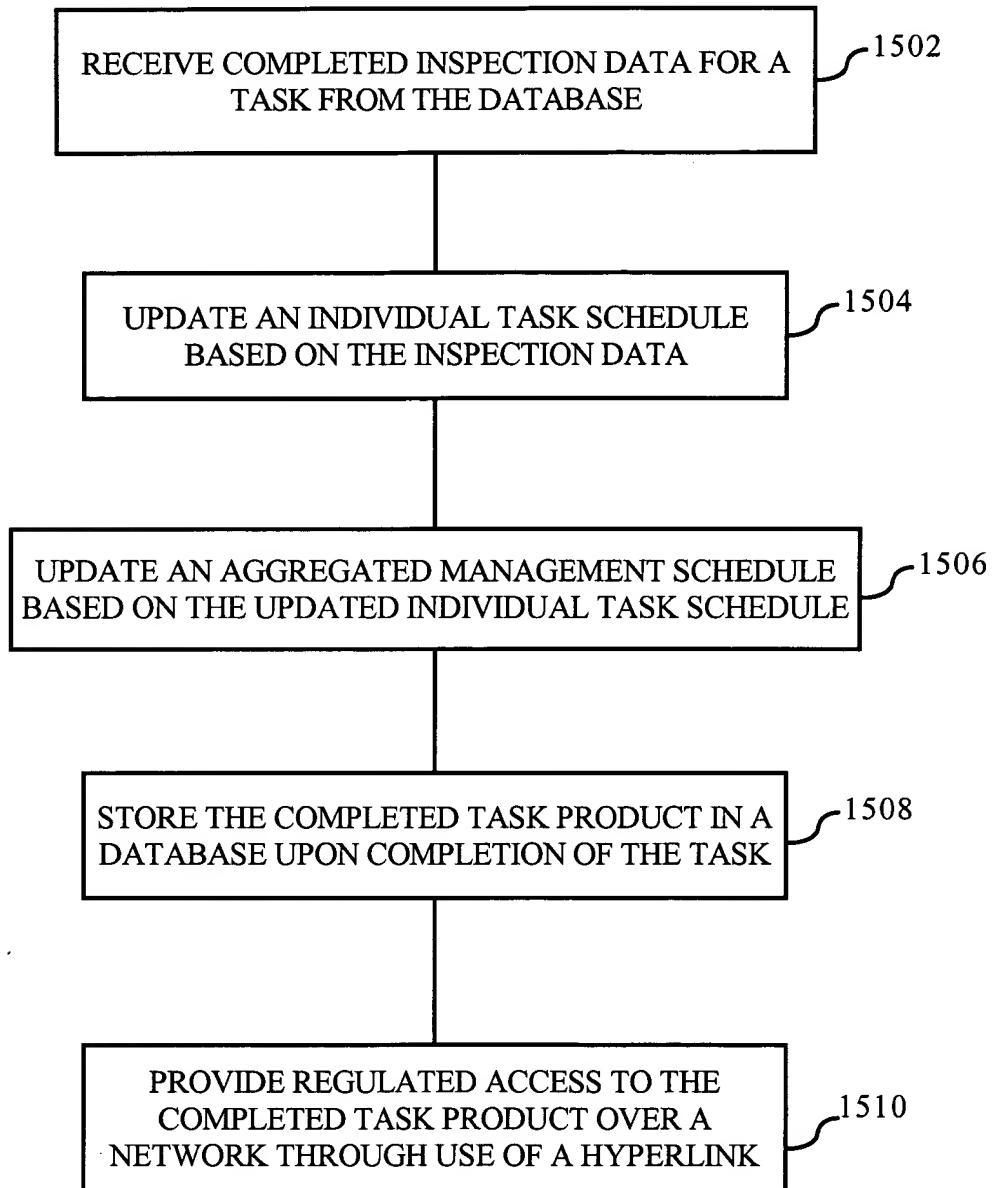 RECEIVE COMPLETED INSPECTION DATA FOR A
TASK FROM THE DATABASE
1502
UPDATE AN INDIVIDUAL TASK SCHEDULE
BASED ON THE INSPECTION DATA
1504
UPDATE AN AGGREGATED MANAGEMENT SCHEDULE
BASED ON THE UPDATED INDIVIDUAL TASK SCHEDULE
1506
STORE THE COMPLETED TASK PRODUCT IN A
DATABASE UPON COMPLETION OF THE TASK
1508
PROVIDE REGULATED ACCESS TO THE
COMPLETED TASK PRODUCT OVER A
NETWORK THROUGH USE OF A HYPERLINK
1510